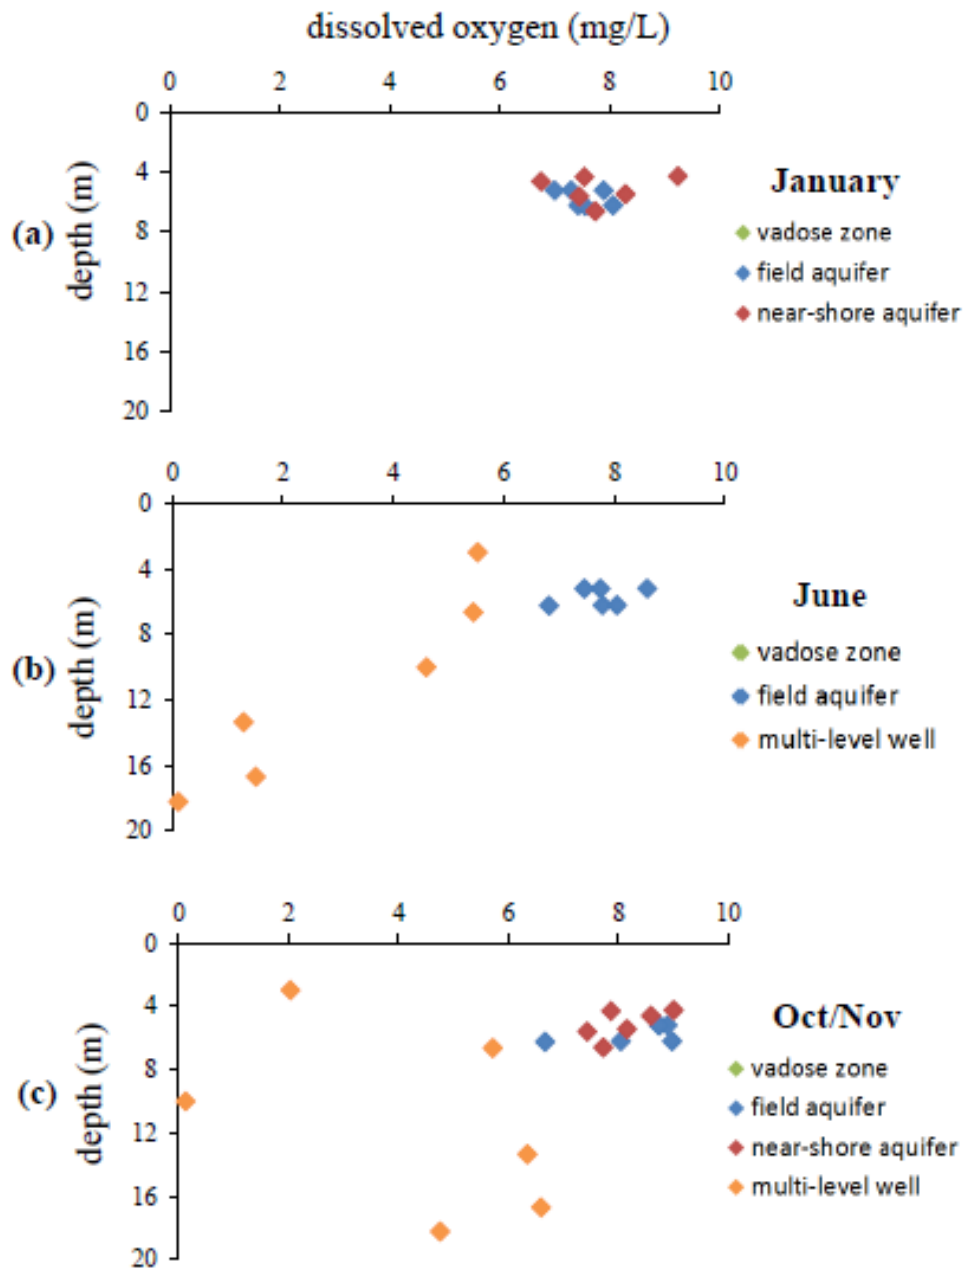 dissolved oxygen (mg/L)
0 2 4 6 8 10
0
4
8
12
16
20
depth (m)
(a)
January
vadose zone
field aquifer
near-shore aquifer
0 2 4 6 8 10
0
4
8
12
16
20
depth (m)
(b)
June
vadose zone
field aquifer
multi-level well
0 2 4 6 8 10
0
4
8
12
16
20
depth (m)
(c)
Oct/Nov
vadose zone
field aquifer
near-shore aquifer
multi-level well